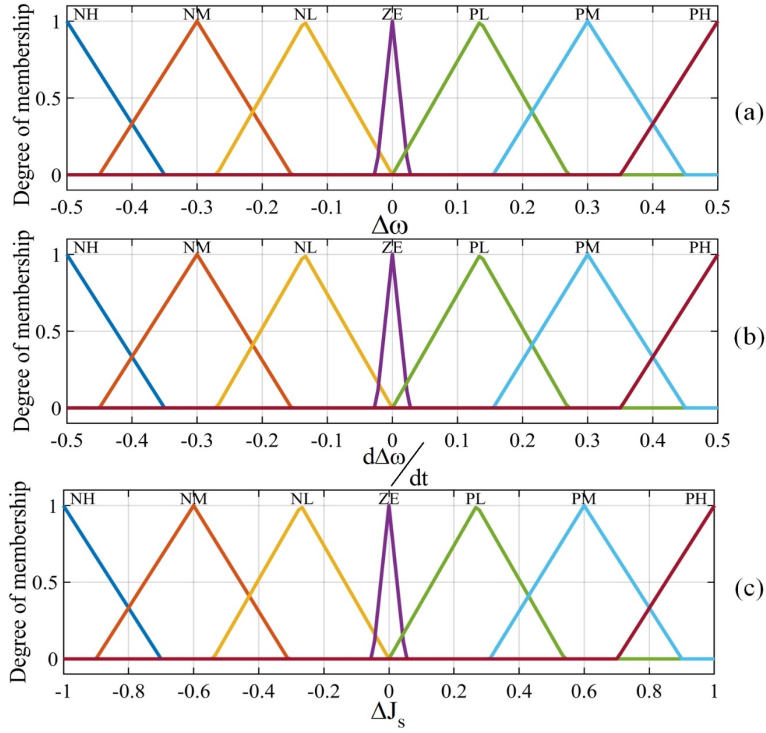 NH NM NL ZE PL PM PH
1
0.5
0
Degree of membership
-0.5 -0.4 -0.3 -0.2 -0.1 0 0.1 0.2 0.3 0.4 0.5
Δω
(a)
NH NM NL ZE PL PM PH
1
0.5
0
Degree of membership
-0.5 -0.4 -0.3 -0.2 -0.1 0 0.1 0.2 0.3 0.4 0.5
dΔω/dt
(b)
NH NM NL ZE PL PM PH
1
0.5
0
Degree of membership
-1 -0.8 -0.6 -0.4 -0.2 0 0.2 0.4 0.6 0.8 1
ΔJs
(c)